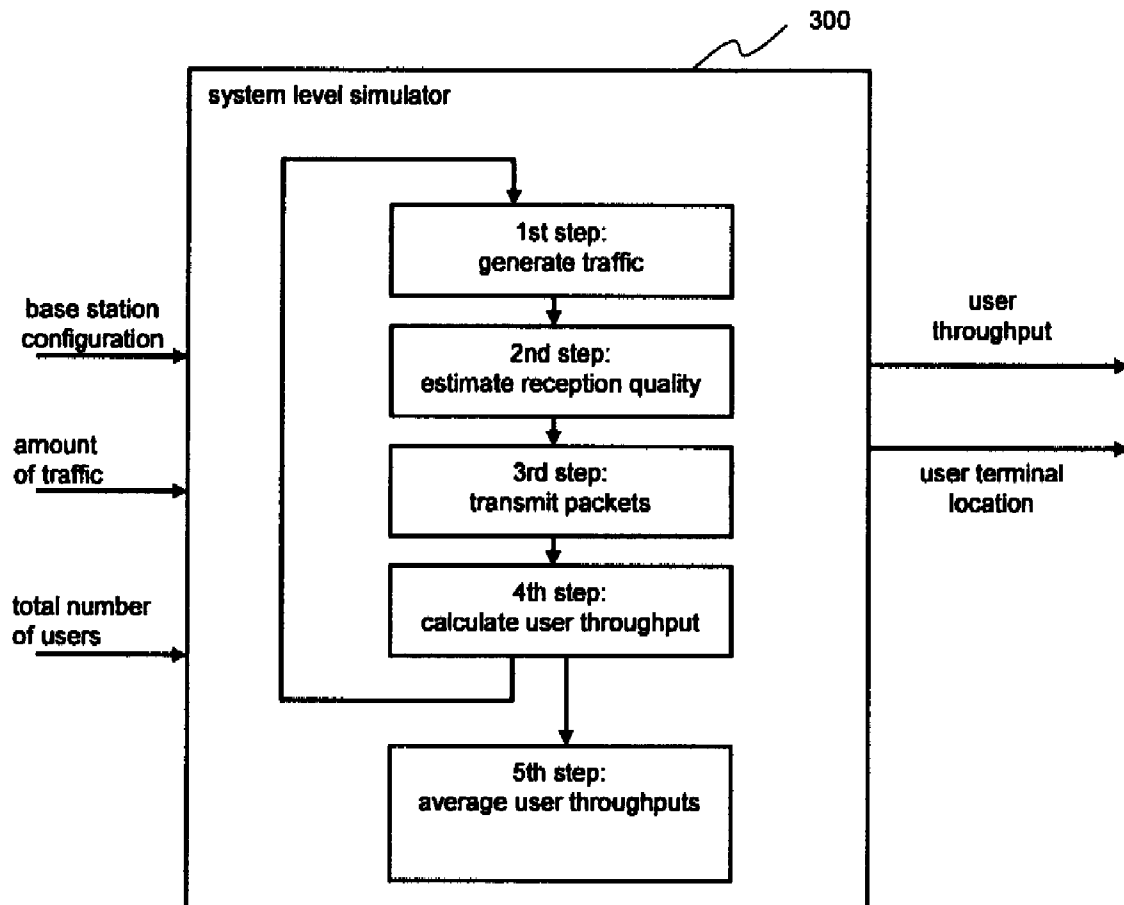 300
system level simulator
1st step:
generate traffic
2nd step:
estimate reception quality
3rd step:
transmit packets
4th step:
calculate user throughput
5th step:
average user throughputs
base station
configuration
amount
of traffic
total number
of users
user
throughput
user terminal
location